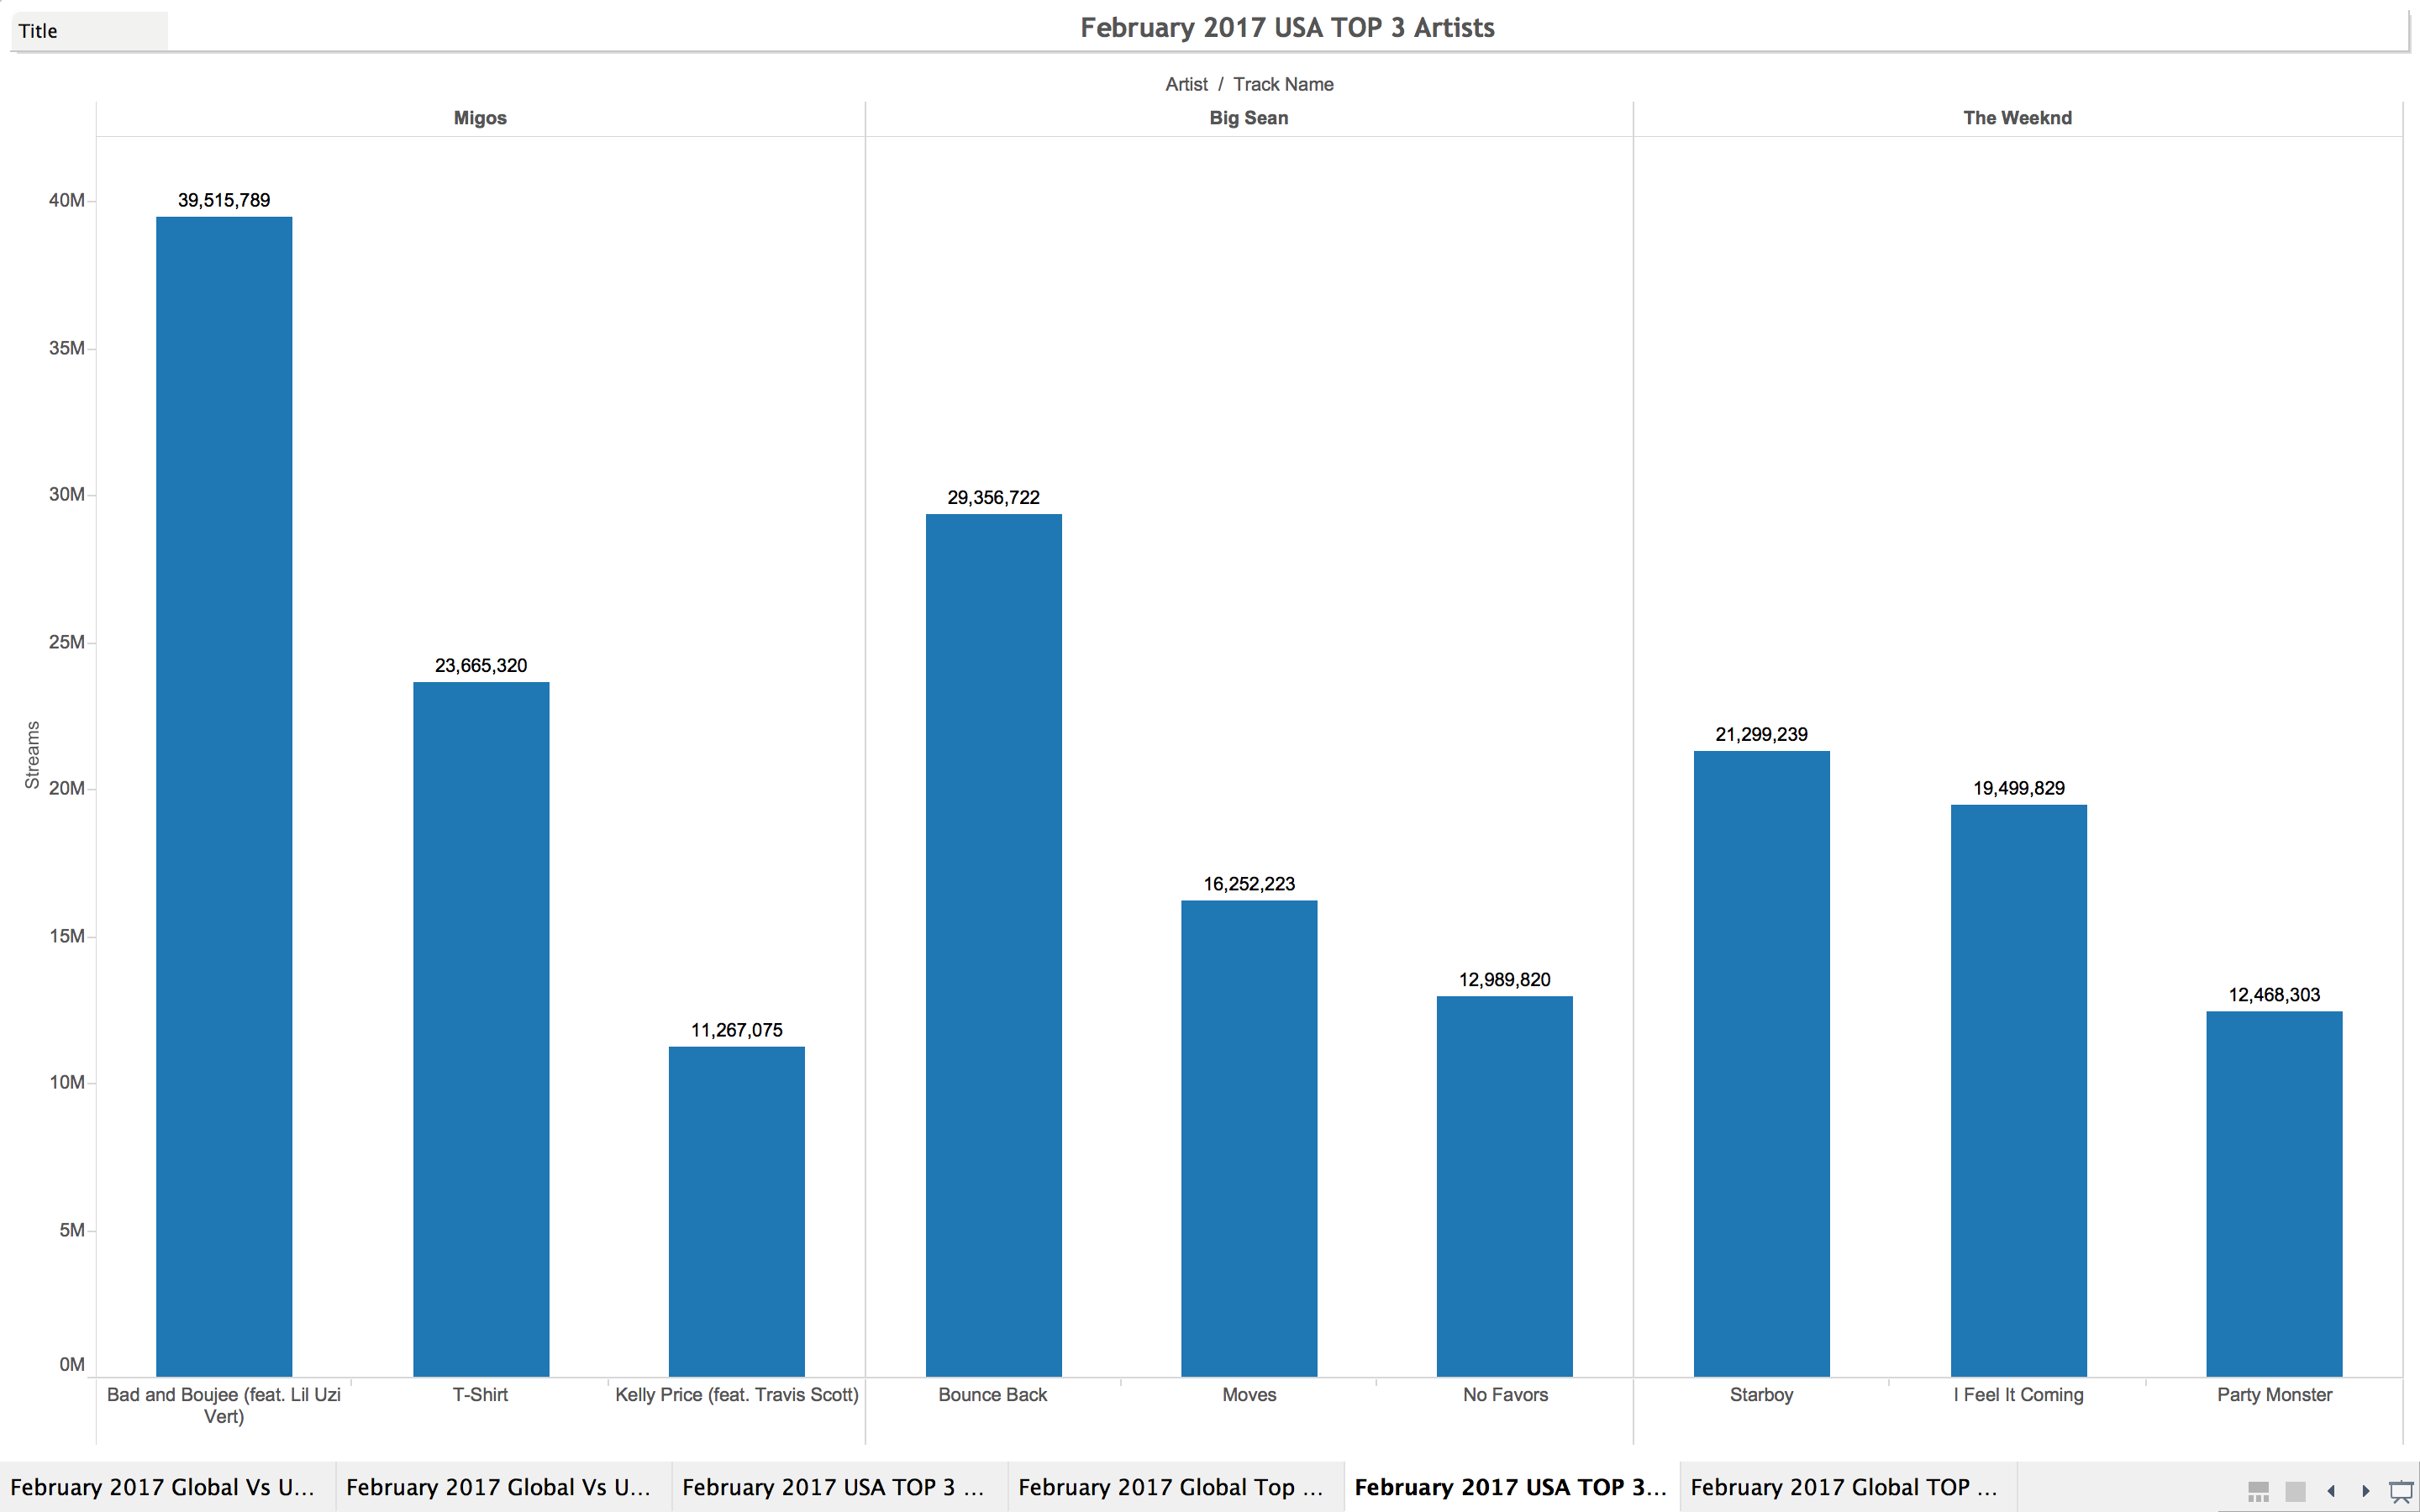 Title
February 2017 USA TOP 3 Artists
Artist / Track Name
Migos
Big Sean
The Weeknd
Streams
40M
35M
30M
25M
20M
15M
10M
5M
0M
39,515,789
23,665,320
11,267,075
29,356,722
16,252,223
12,989,820
21,299,239
19,499,829
12,468,303
Bad and Boujee (feat. Lil Uzi
Vert)
T-Shirt
Kelly Price (feat. Travis Scott)
Bounce Back
Moves
No Favors
Starboy
I Feel It Coming
Party Monster
February 2017 Global Vs U...
February 2017 Global Vs U...
February 2017 USA TOP 3 ...
February 2017 Global Top ...
February 2017 USA TOP 3...
February 2017 Global TOP ...